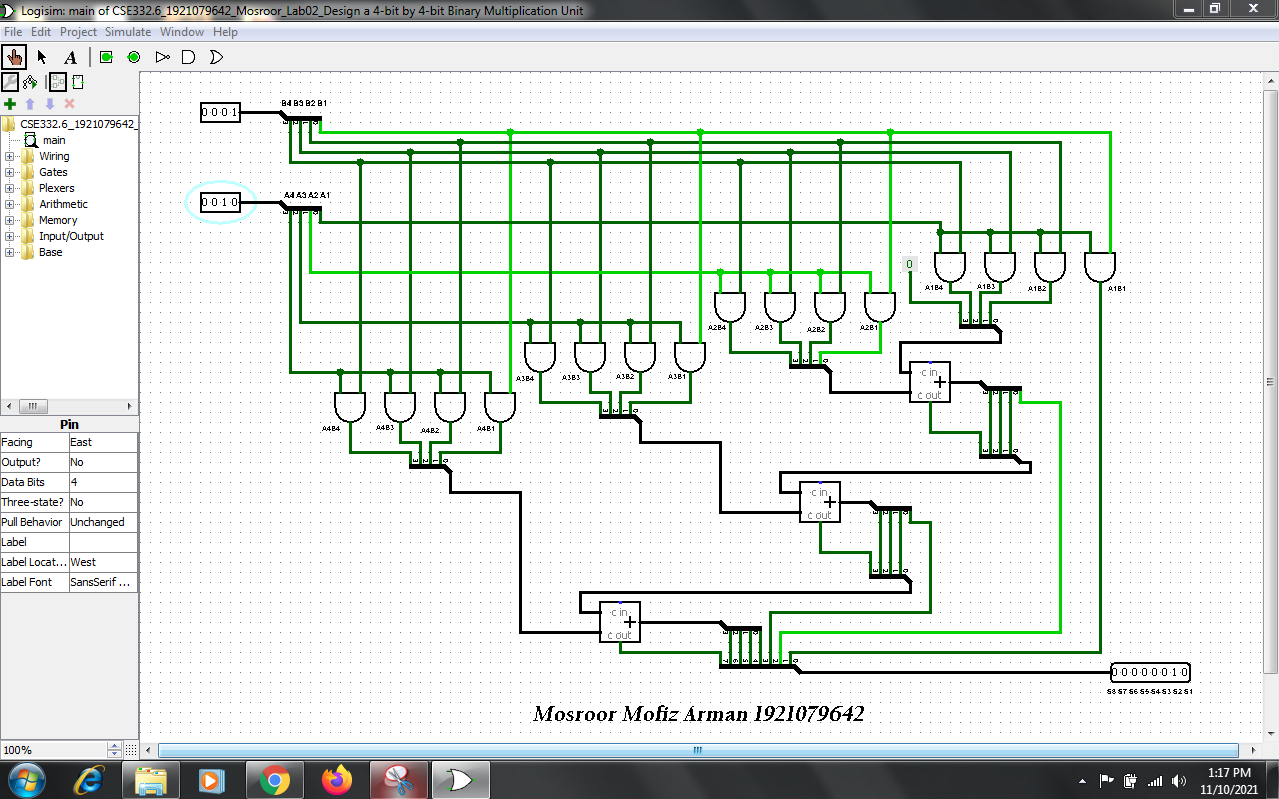 Logisim: main of CSE332.6_1921079642_Mosroor_Lab02_Design a 4-bit by 4-bit Binary Multiplication Unit
File Edit Project Simulate Window Help
A
CSE332.6_1921079642_
main
Wiring
Gates
Plexers
Arithmetic
Memory
Input/Output
Base
Pin
Facing East
Output? No
Data Bits 4
Three-state? No
Pull Behavior Unchanged
Label
Label Locat... West
Label Font SansSerif ...
100%
B4 B3 B2 B1
0 0 0 1
A4 A3 A2 A1
0 0 1 0
0
A1B4 A1B3 A1B2 A1B1
A2B4 A2B3 A2B2 A2B1
A3B4 A3B3 A3B2 A3B1
A4B4 A4B3 A4B2 A4B1
c in
+
c out
c in
+
c out
c in
+
c out
0 0 0 0 0 0 1 0
S8 S7 S6 S5 S4 S3 S2 S1
Mosroor Mofiz Arman 1921079642
1:17 PM
11/10/2021